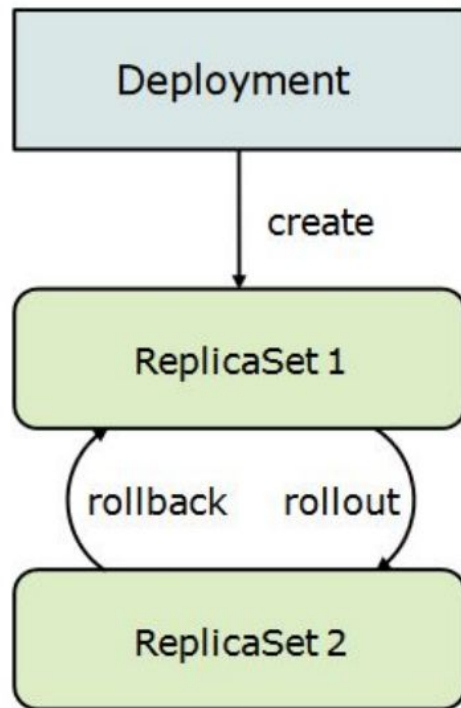 Deployment
create
ReplicaSet 1
rollback
rollout
ReplicaSet 2